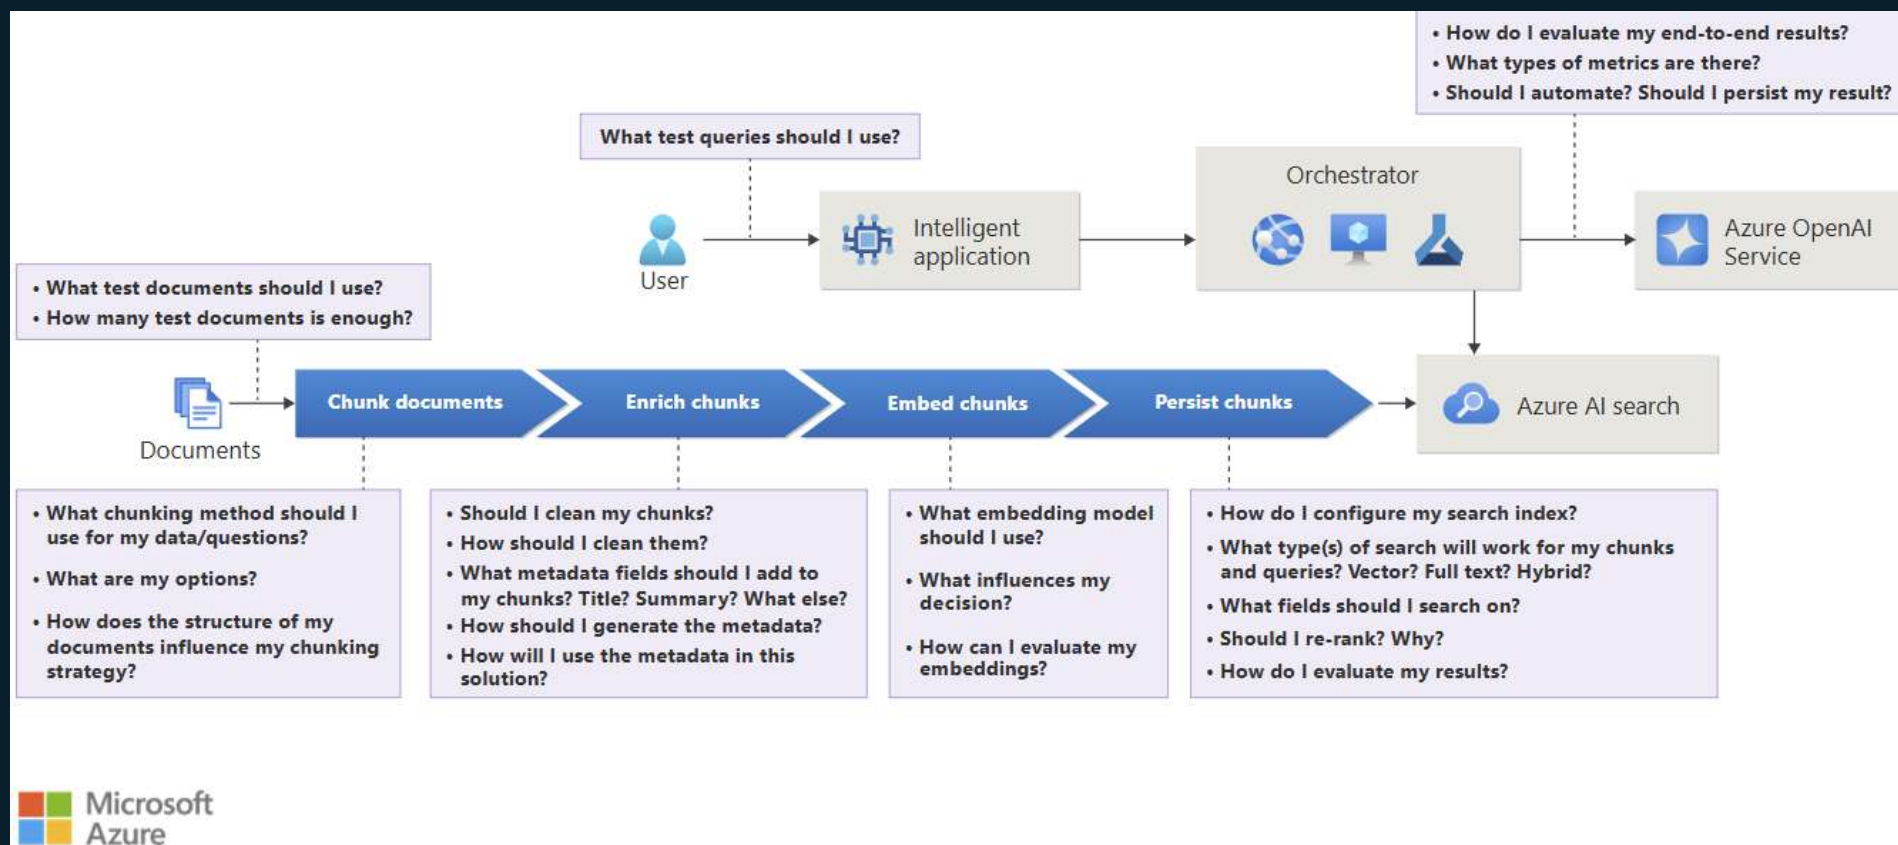 • How do I evaluate my end-to-end results?
• What types of metrics are there?
• Should I automate? Should I persist my result?
What test queries should I use?
Orchestrator
Intelligent
application
Azure OpenAI
Service
User
• What test documents should I use?
• How many test documents is enough?
Chunk documents
Enrich chunks
Embed chunks
Persist chunks
Azure AI search
Documents
• What chunking method should I
use for my data/questions?
• What are my options?
• How does the structure of my
documents influence my chunking
strategy?
• Should I clean my chunks?
• How should I clean them?
• What metadata fields should I add to
my chunks? Title? Summary? What else?
• How should I generate the metadata?
• How will I use the metadata in this
solution?
• What embedding model
should I use?
• What influences my
decision?
• How can I evaluate my
embeddings?
• How do I configure my search index?
• What type(s) of search will work for my chunks
and queries? Vector? Full text? Hybrid?
• What fields should I search on?
• Should I re-rank? Why?
• How do I evaluate my results?
Microsoft
Azure